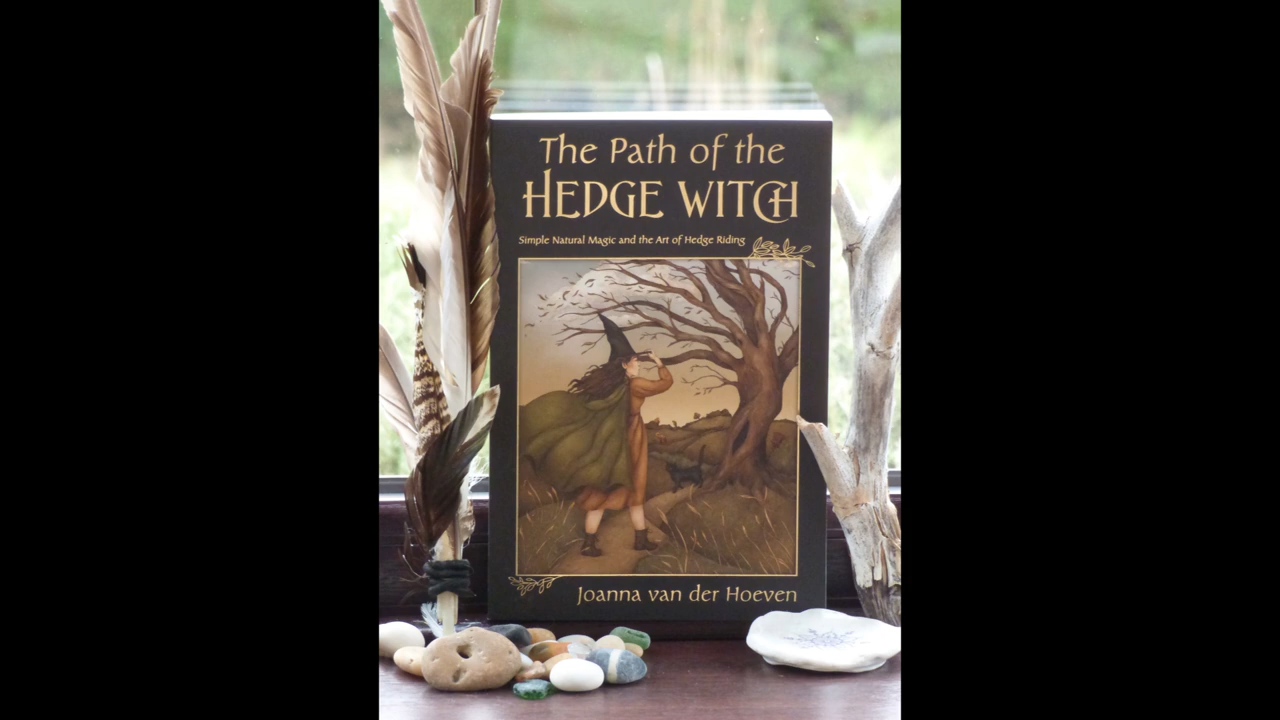 The Path of the
HEDGE WITCH
Simple Natural Magic and the Art of Hedge Riding
Joanna van der Hoeven